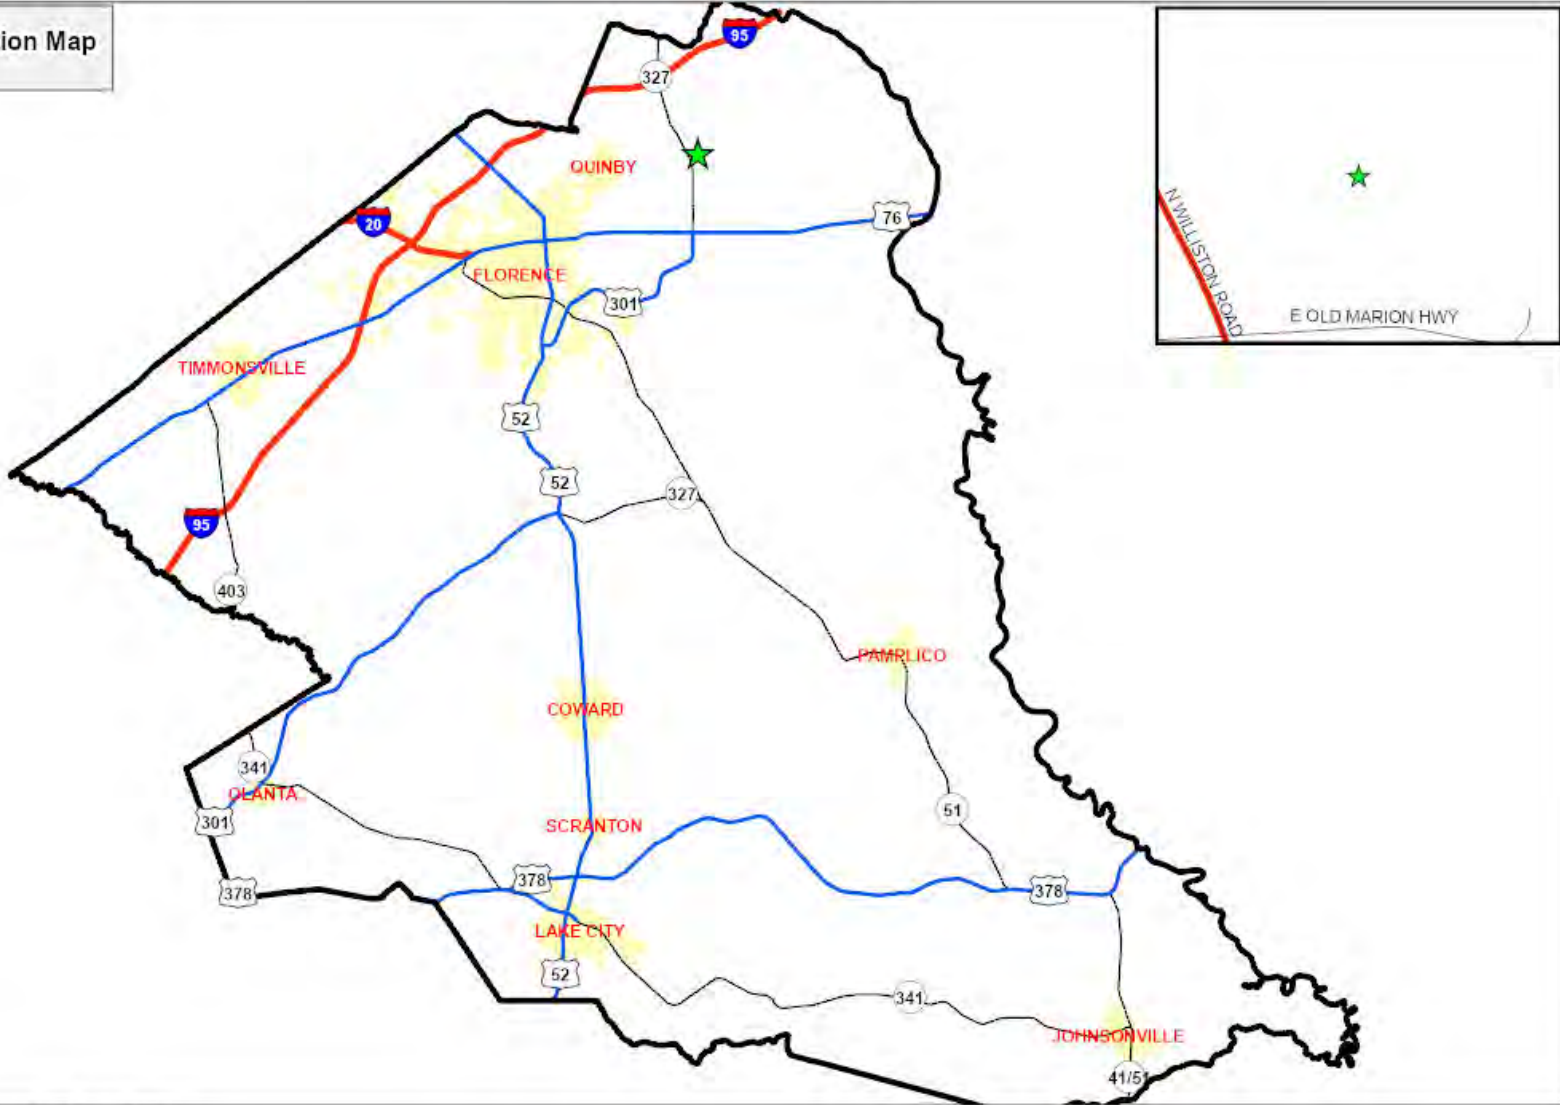 ion Map
95
327
QUINBY
20
76
FLORENCE
301
TIMMONSVILLE
52
52
327
95
403
PAMPLICO
COWARD
341
OLANTA
301
51
SCRANTON
378
378
378
LAKE CITY
52
341
JOHNSONVILLE
41/51
N WILLISTON ROAD
E OLD MARION HWY